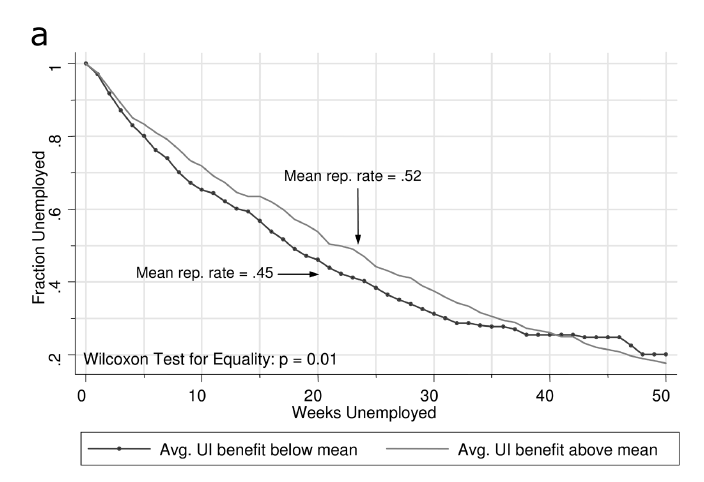 a
Fraction Unemployed
1
.8
.6
.4
.2
Mean rep. rate = .52
Mean rep. rate = .45
Wilcoxon Test for Equality: p = 0.01
0 10 20 30 40 50
Weeks Unemployed
Avg. UI benefit below mean Avg. UI benefit above mean